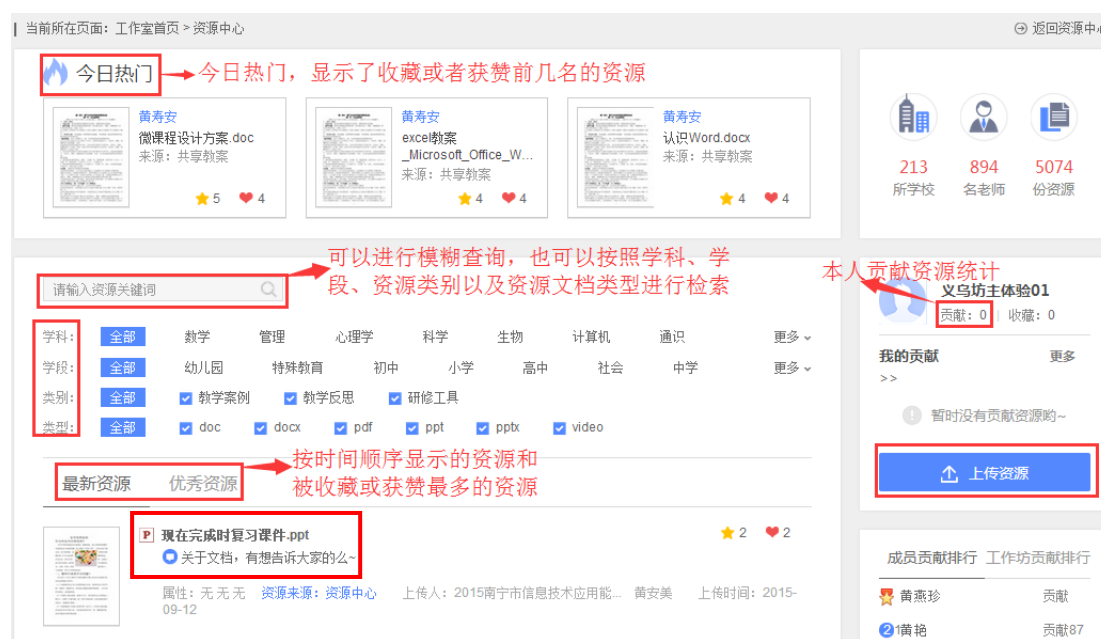 当前所在页面：工作室首页 > 资源中心
返回资源中心
今日热门
今日热门，显示了收藏或者获赞前几名的资源
黄寿安
微课程设计方案.doc
来源：共享教案
5 4
黄寿安
excel教案
_Microsoft_Office_W...
来源：共享教案
4 4
黄寿安
认识Word.docx
来源：共享教案
4 4
213 894 5074
所学校 名老师 份资源
可以进行模糊查询，也可以按照学科、学
段、资源类别以及资源文档类型进行检索
请输入资源关键词
学科： 全部 数学 管理 心理学 科学 生物 计算机 通识 更多
学段： 全部 幼儿园 特殊教育 初中 小学 高中 社会 中学 更多
类别： 全部 教学案例 教学反思 研修工具
类型： 全部 doc docx pdf ppt pptx video
本人贡献资源统计
义乌坊主体验01
贡献：0 | 收藏：0
我的贡献 更多
>>
暂时没有贡献资源哟~
上传资源
最新资源 优秀资源
按时间顺序显示的资源和
被收藏或获赞最多的资源
现在完成时复习课件.ppt
2 2
关于文档，有想告诉大家的么~
属性：无 无 无 资源来源：资源中心 上传人：2015南宁市信息技术应用能... 黄安美 上传时间：2015-
09-12
成员贡献排行 工作坊贡献排行
黄燕珍 贡献
2 1黄艳 贡献87